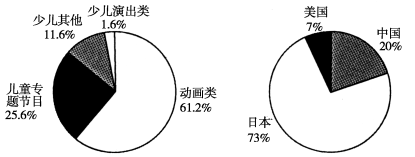 少儿演出类
1.6%
少儿其他
11.6%
儿童专
题节目
25.6%
动画类
61.2%
美国
7%
中国
20%
日本
73%